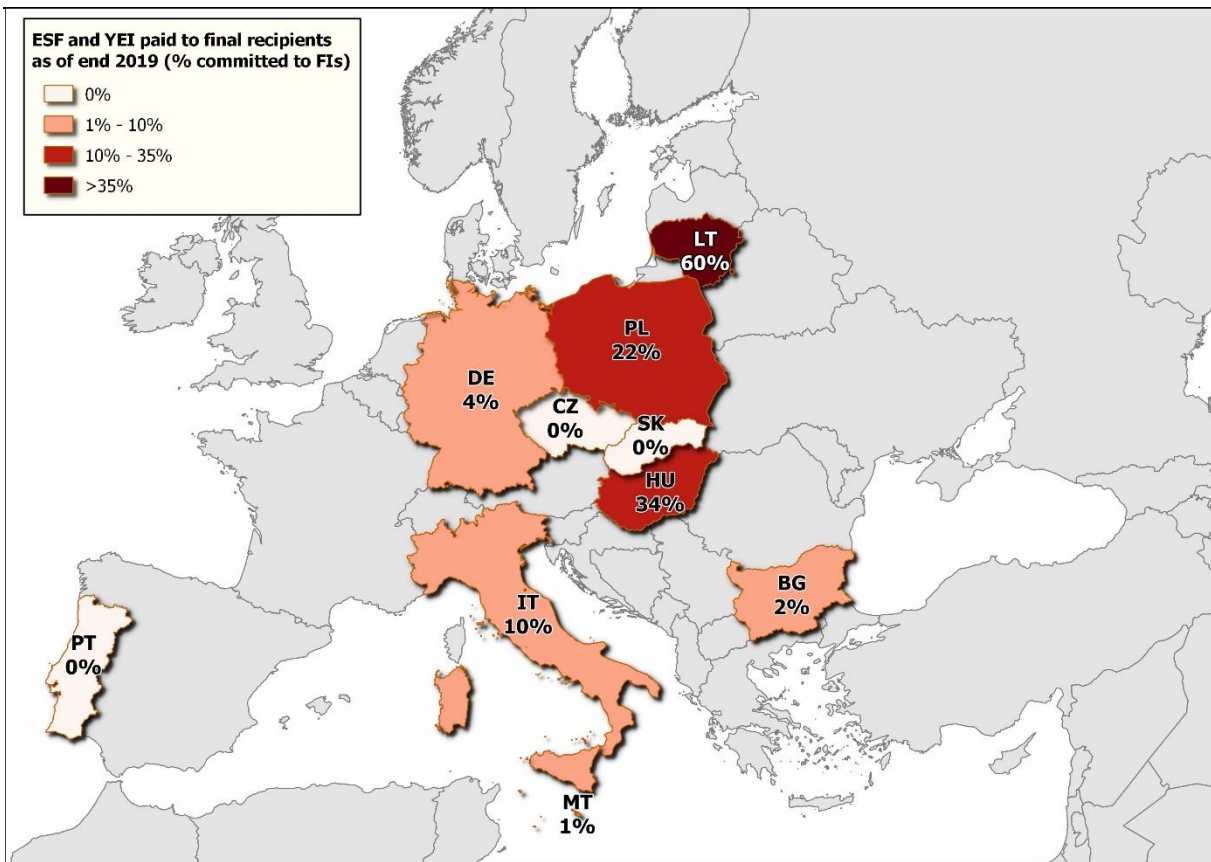 ESF and YEI paid to final recipients
as of end 2019 (% committed to FIs)
0%
1% - 10%
10% - 35%
>35%
LT
60%
PL
22%
DE
4%
CZ
0%
SK
0%
HU
34%
BG
2%
IT
10%
PT
0%
MT
1%